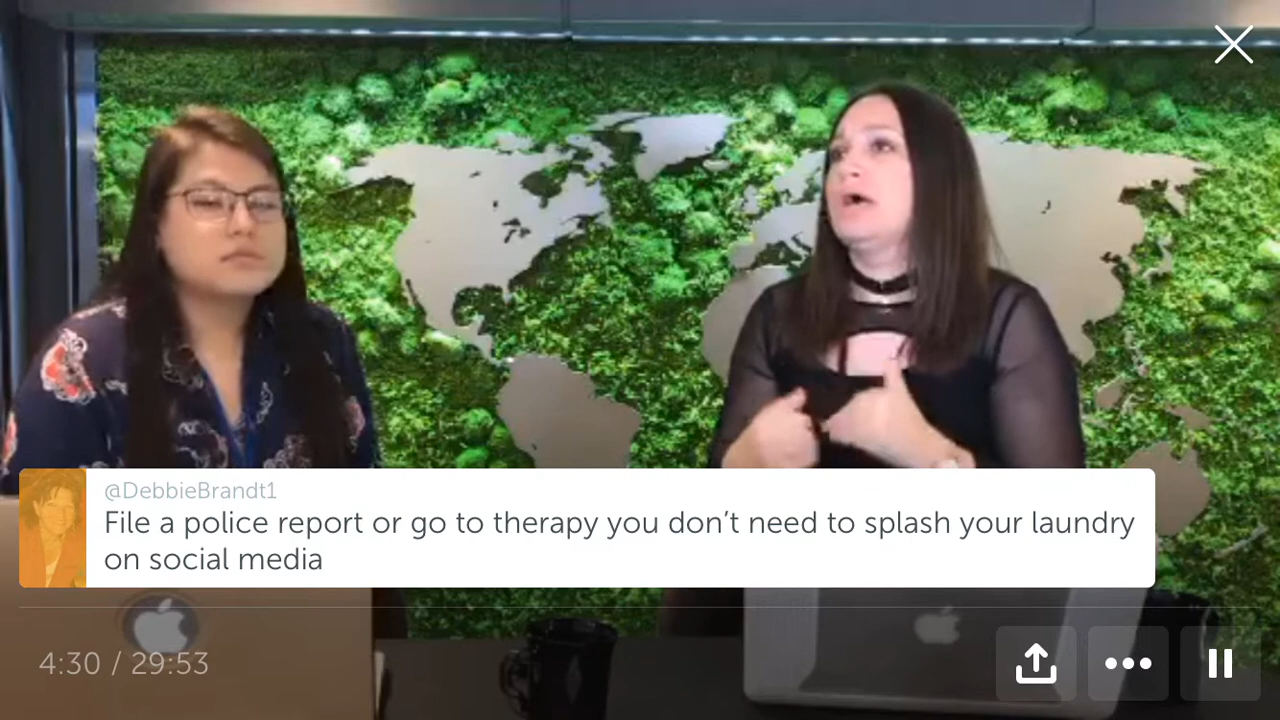 @DebbieBrandt1
File a police report or go to therapy you don’t need to splash your laundry
on social media
4:30 / 29:53